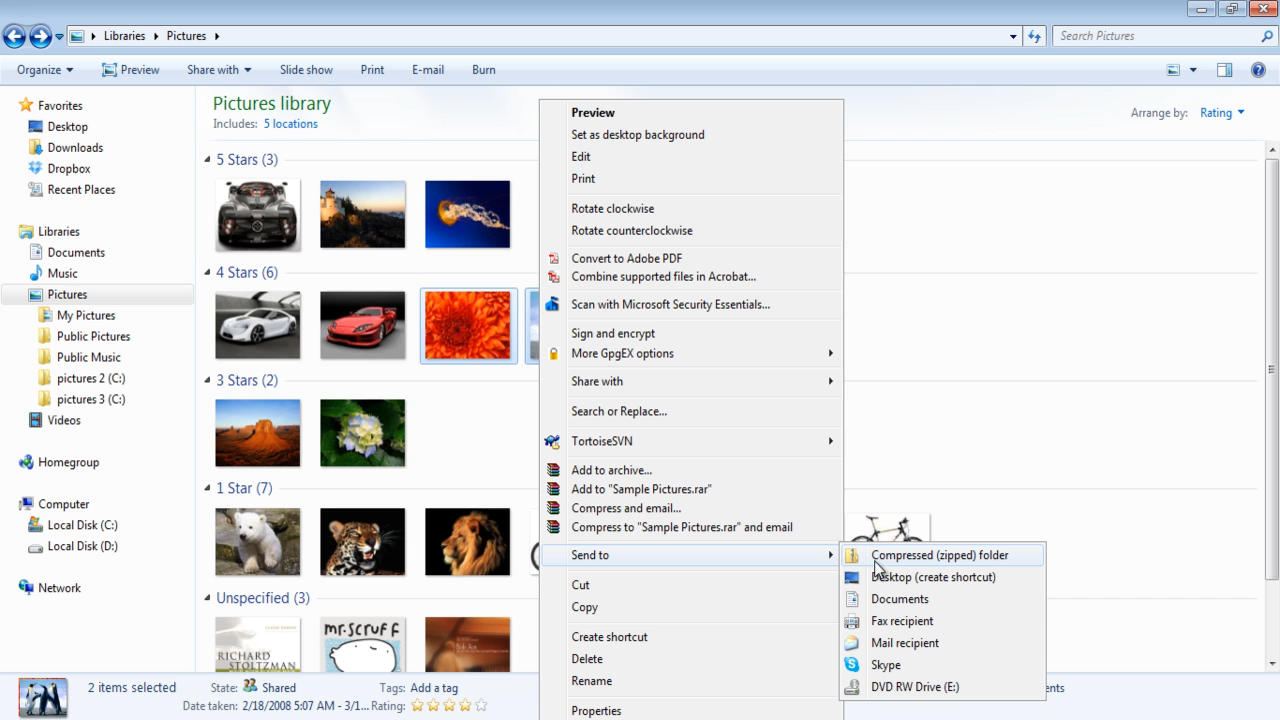 Libraries Pictures
Search Pictures
Organize Preview Share with Slide show Print E-mail Burn
Favorites
Desktop
Downloads
Dropbox
Recent Places
Libraries
Documents
Music
Pictures
My Pictures
Public Pictures
Public Music
pictures 2 (C:)
pictures 3 (C:)
Videos
Homegroup
Computer
Local Disk (C:)
Local Disk (D:)
Network
Pictures library
Includes: 5 locations
Arrange by: Rating
5 Stars (3)
4 Stars (6)
3 Stars (2)
1 Star (7)
Unspecified (3)
RICHARD
STOLTZMAN
mr.scruff
Preview
Set as desktop background
Edit
Print
Rotate clockwise
Rotate counterclockwise
Convert to Adobe PDF
Combine supported files in Acrobat...
Scan with Microsoft Security Essentials...
Sign and encrypt
More GpgEX options
Share with
Search or Replace...
TortoiseSVN
Add to archive...
Add to "Sample Pictures.rar"
Compress and email...
Compress to "Sample Pictures.rar" and email
Send to
Cut
Copy
Create shortcut
Delete
Rename
Properties
Compressed (zipped) folder
Desktop (create shortcut)
Documents
Fax recipient
Mail recipient
Skype
DVD RW Drive (E:)
2 items selected State: Shared Tags: Add a tag
Date taken: 2/18/2008 5:07 AM - 3/1... Rating: